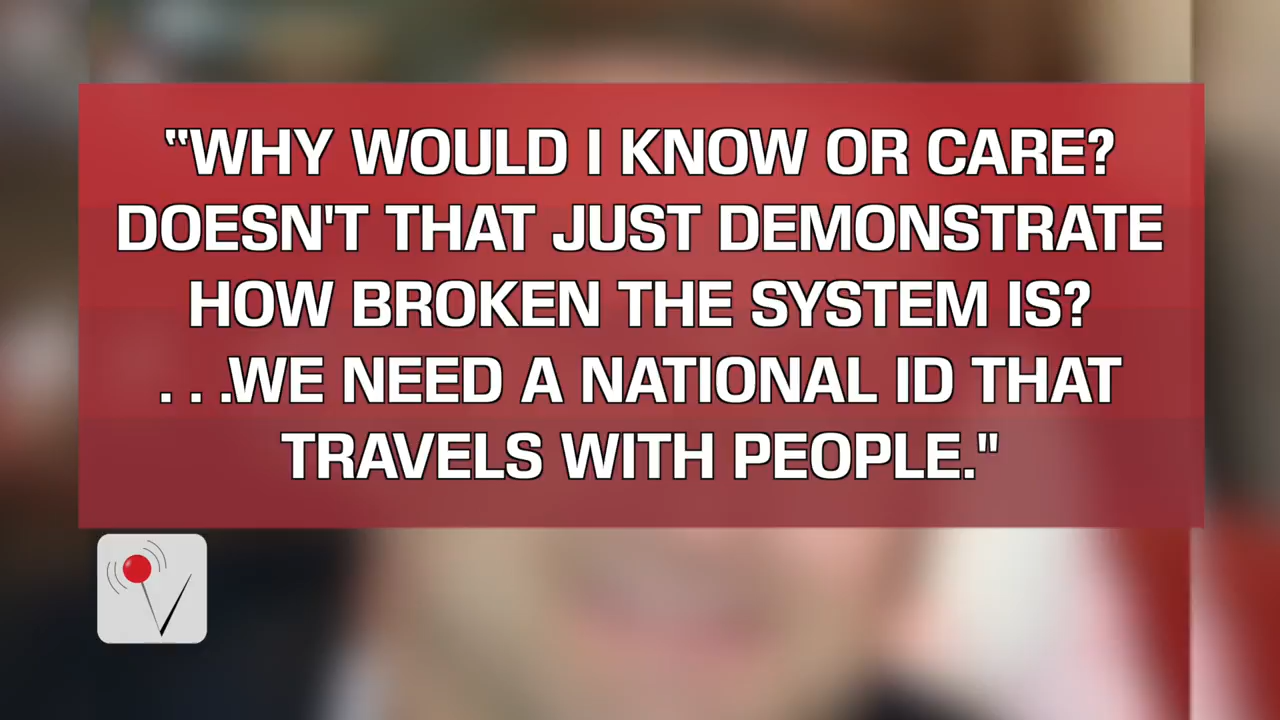 "WHY WOULD I KNOW OR CARE?
DOESN'T THAT JUST DEMONSTRATE
HOW BROKEN THE SYSTEM IS?
. . .WE NEED A NATIONAL ID THAT
TRAVELS WITH PEOPLE."